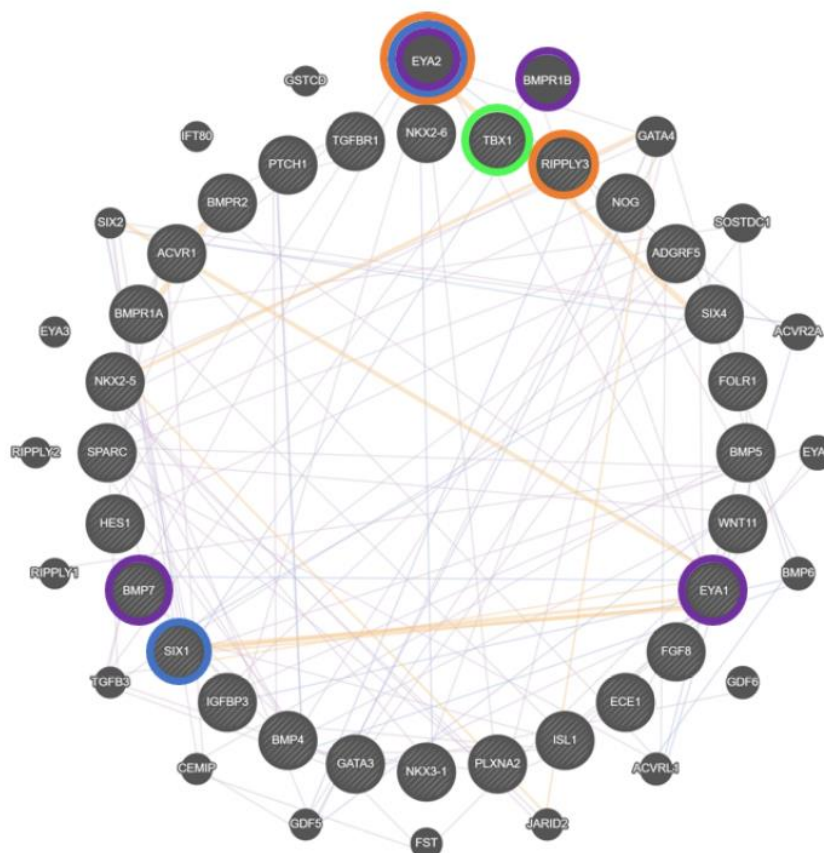 EYA2
BMPR1B
GSTCD
NKX2-6
TBX1
GATA4
IFT80
TGFBR1
RIPPLY3
PTCH1
NOG
BMPR2
SIX2
SOSTDC1
ACVR1
ADGRF5
BMPR1A
SIX4
EYA3
ACVR2A
NKX2-5
FOLR1
RIPPLY2
SPARC
BMP5
EYA
HES1
WNT11
RIPPLY1
BMP6
BMP7
EYA1
SIX1
FGF8
TGFB3
GDF6
IGFBP3
ECE1
BMP4
ISL1
CEMIP
GATA3
NKX3-1
PLXNA2
ACVRL1
GDF5
JARID2
FST